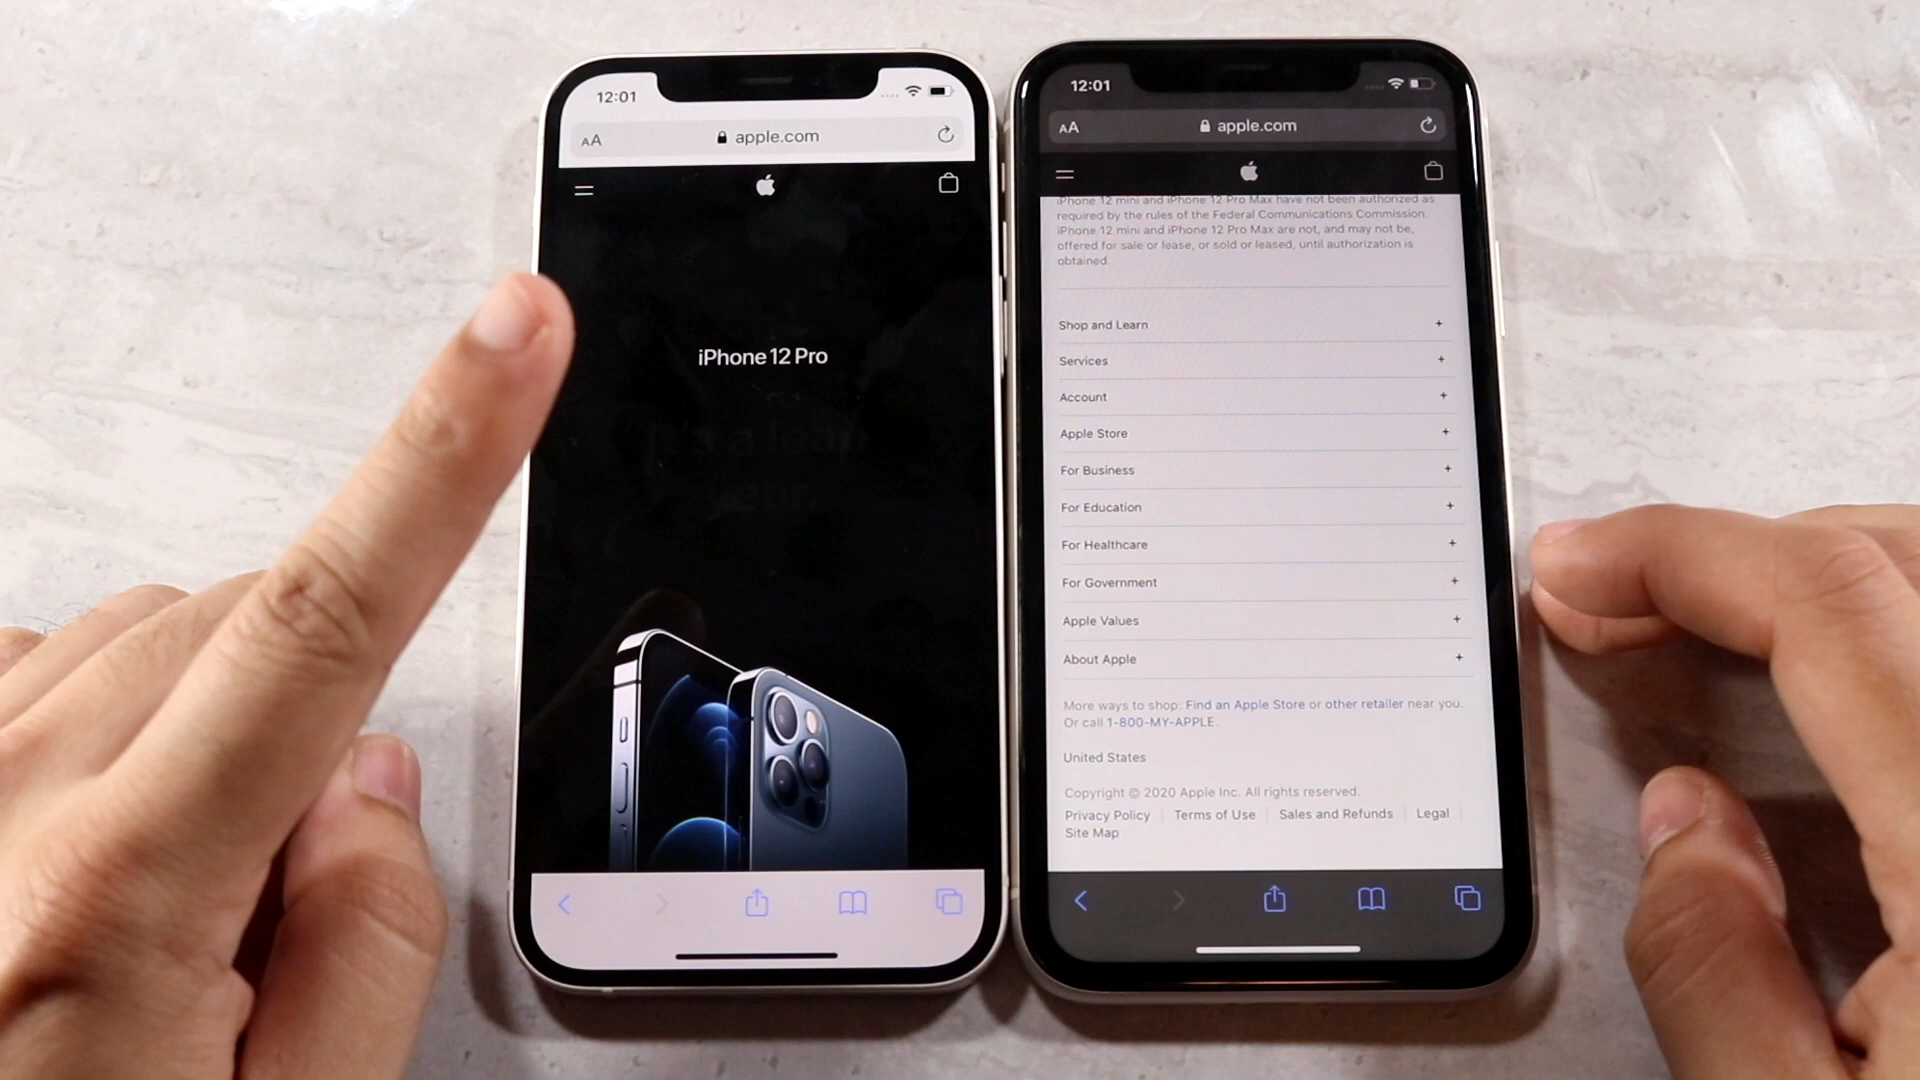 12:01
AA apple.com
iPhone 12 Pro
It's a leap
year.
12:01
AA apple.com
iPhone 12 mini and iPhone 12 Pro Max have not been authorized as
required by the rules of the Federal Communications Commission.
iPhone 12 mini and iPhone 12 Pro Max are not, and may not be,
offered for sale or lease, or sold or leased, until authorization is
obtained.
Shop and Learn +
Services +
Account +
Apple Store +
For Business +
For Education +
For Healthcare +
For Government +
Apple Values +
About Apple +
More ways to shop: Find an Apple Store or other retailer near you.
Or call 1-800-MY-APPLE.
United States
Copyright © 2020 Apple Inc. All rights reserved.
Privacy Policy | Terms of Use | Sales and Refunds | Legal |
Site Map